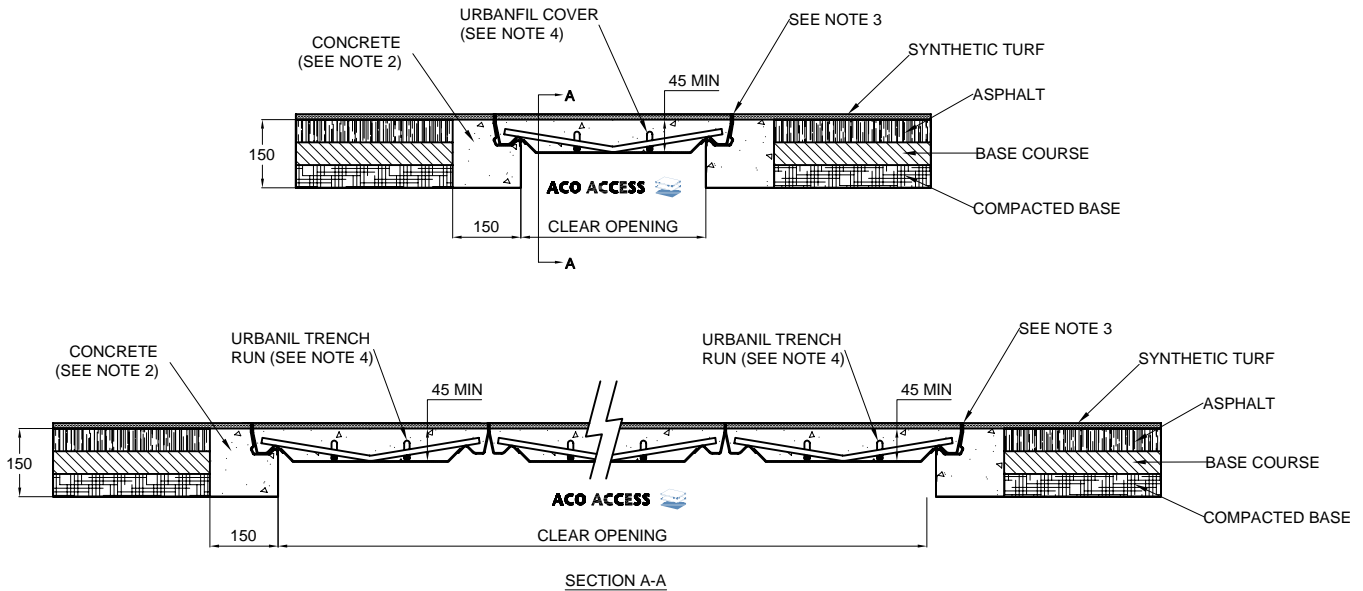 URBANFIL COVER
(SEE NOTE 4)
SEE NOTE 3
CONCRETE
(SEE NOTE 2)
SYNTHETIC TURF
45 MIN
A
ASPHALT
150
BASE COURSE
ACO ACCESS
COMPACTED BASE
150
CLEAR OPENING
A
URBANIL TRENCH
RUN (SEE NOTE 4)
URBANIL TRENCH
RUN (SEE NOTE 4)
SEE NOTE 3
CONCRETE
(SEE NOTE 2)
SYNTHETIC TURF
45 MIN
45 MIN
ASPHALT
150
BASE COURSE
ACO ACCESS
COMPACTED BASE
150
CLEAR OPENING
SECTION A-A